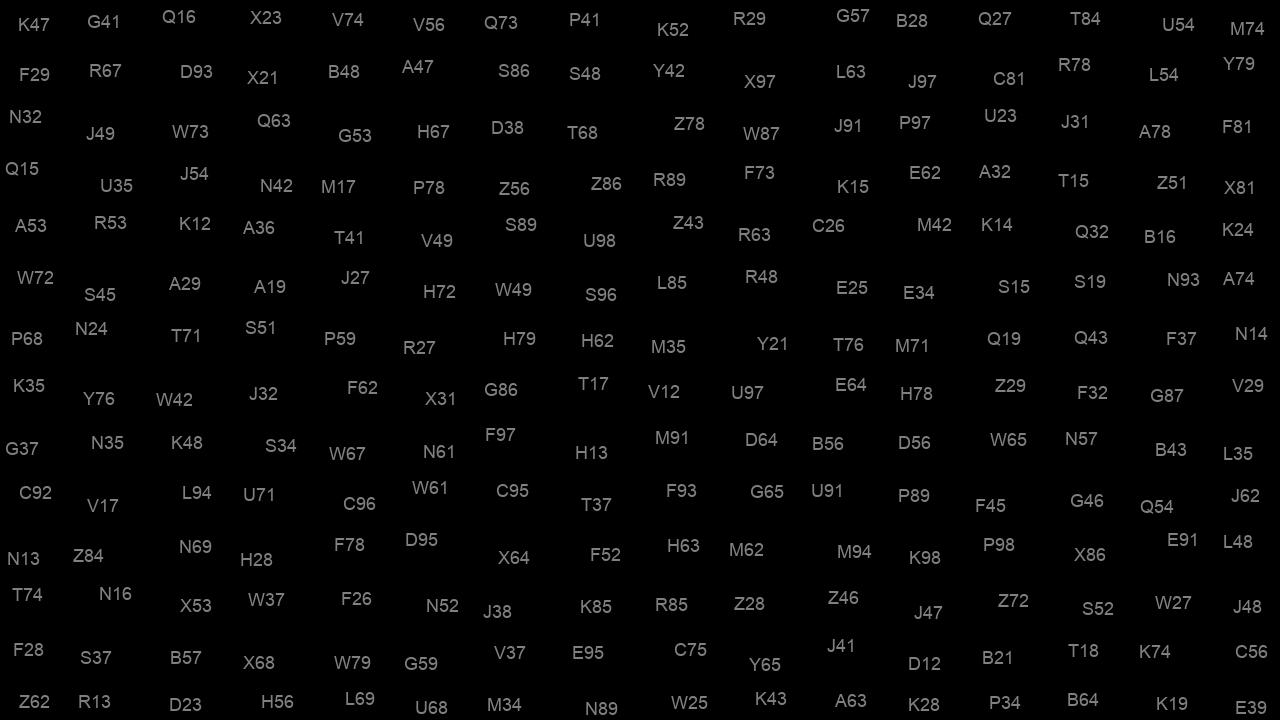 K47 G41 Q16 X23 V74 V56 Q73 P41 K52 R29 G57 B28 Q27 T84 U54 M74
F29 R67 D93 X21 B48 A47 S86 S48 Y42 X97 L63 J97 C81 R78 L54 Y79
N32 J49 W73 Q63 G53 H67 D38 T68 Z78 W87 J91 P97 U23 J31 A78 F81
Q15 U35 J54 N42 M17 P78 Z56 Z86 R89 F73 K15 E62 A32 T15 Z51 X81
A53 R53 K12 A36 T41 V49 S89 U98 Z43 R63 C26 M42 K14 Q32 B16 K24
W72 S45 A29 A19 J27 H72 W49 S96 L85 R48 E25 E34 S15 S19 N93 A74
P68 N24 T71 S51 P59 R27 H79 H62 M35 Y21 T76 M71 Q19 Q43 F37 N14
K35 Y76 W42 J32 F62 X31 G86 T17 V12 U97 E64 H78 Z29 F32 G87 V29
G37 N35 K48 S34 W67 N61 F97 H13 M91 D64 B56 D56 W65 N57 B43 L35
C92 V17 L94 U71 C96 W61 C95 T37 F93 G65 U91 P89 F45 G46 Q54 J62
N13 Z84 N69 H28 F78 D95 X64 F52 H63 M62 M94 K98 P98 X86 E91 L48
T74 N16 X53 W37 F26 N52 J38 K85 R85 Z28 Z46 J47 Z72 S52 W27 J48
F28 S37 B57 X68 W79 G59 V37 E95 C75 Y65 J41 D12 B21 T18 K74 C56
Z62 R13 D23 H56 L69 U68 M34 N89 W25 K43 A63 K28 P34 B64 K19 E39